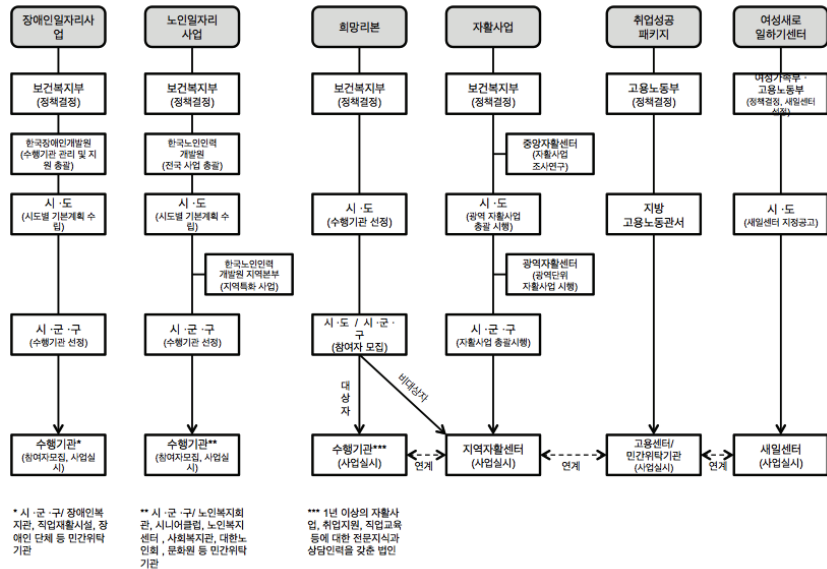 장애인일자리사
업
노인일자리
사업
희망리본
자활사업
취업성공
패키지
여성새로
일하기센터
보건복지부
(정책결정)
보건복지부
(정책결정)
보건복지부
(정책결정)
보건복지부
(정책결정)
고용노동부
(정책결정)
여성가족부·
고용노동부
(정책결정, 새일센터
선정)
한국장애인개발원
(수행기관 관리 및 지
원 총괄)
한국노인인력
개발원
(전국 사업 총괄)
중앙자활센터
(자활사업
조사연구)
시·도
(시도별 기본계획 수
립)
시·도
(시도별 기본계획 수
립)
시·도
(수행기관 선정)
시·도
(광역 자활사업
총괄 시행)
지방
고용노동관서
시·도
(새일센터 지정공고)
한국노인인력
개발원 지역본부
(지역특화 사업)
광역자활센터
(광역단위
자활사업 시행)
시·군·구
(수행기관 선정)
시·군·구
(수행기관 선정)
시·도 / 시·군·
구
(참여자 모집)
시·군·구
(자활사업 총괄시행)
대
상
자
비대상자
수행기관*
(참여자모집, 사업실
시)
수행기관**
(참여자모집, 사업실
시)
수행기관***
(사업실시)
연계
지역자활센터
(사업실시)
연계
고용센터/
민간위탁기관
(사업실시)
연계
새일센터
(사업실시)
* 시·군·구/ 장애인복
지관, 직업재활시설, 장
애인 단체 등 민간위탁
기관
** 시·군·구/ 노인복지회
관, 시니어클럽, 노인복지
센터, 사회복지관, 대한노
인회, 문화원 등 민간위탁
기관
*** 1년 이상의 자활사
업, 취업지원, 직업교육
등에 대한 전문지식과
상담인력을 갖춘 법인